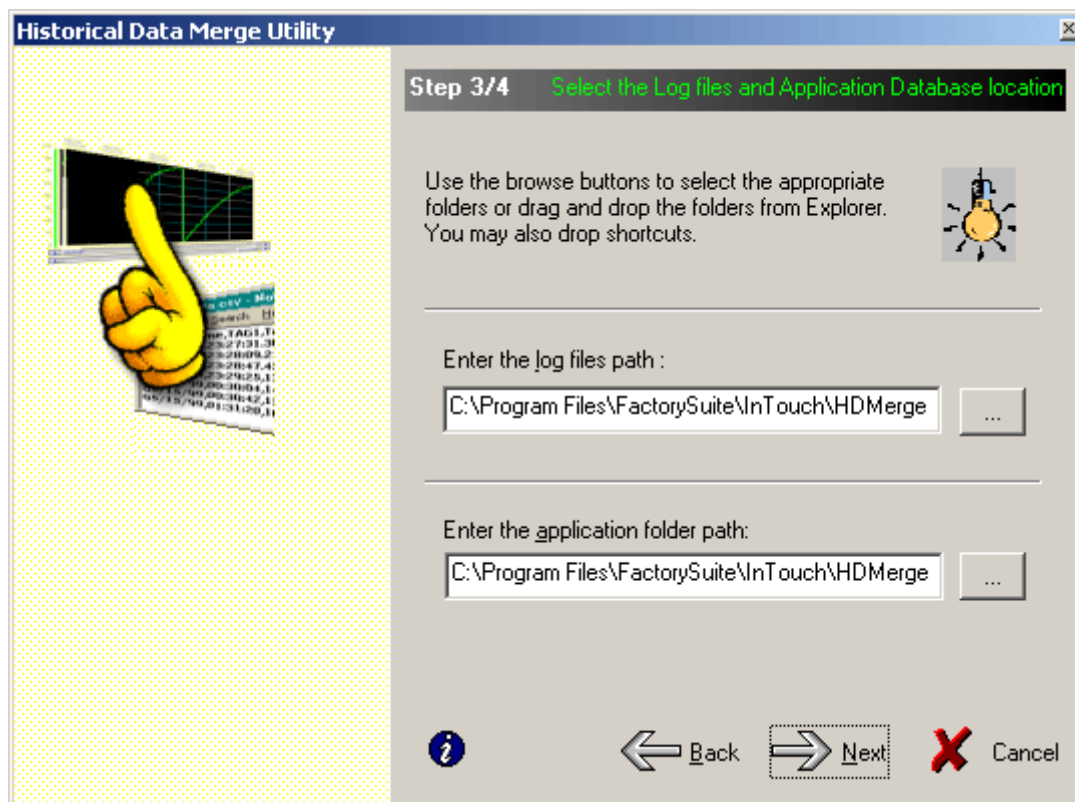 Historical Data Merge Utility
Step 3/4 Select the Log files and Application Database location
Use the browse buttons to select the appropriate
folders or drag and drop the folders from Explorer.
You may also drop shortcuts.
Enter the log files path :
C:\Program Files\FactorySuite\InTouch\HDMerge
...
Enter the application folder path:
C:\Program Files\FactorySuite\InTouch\HDMerge
...
Back
Next
Cancel